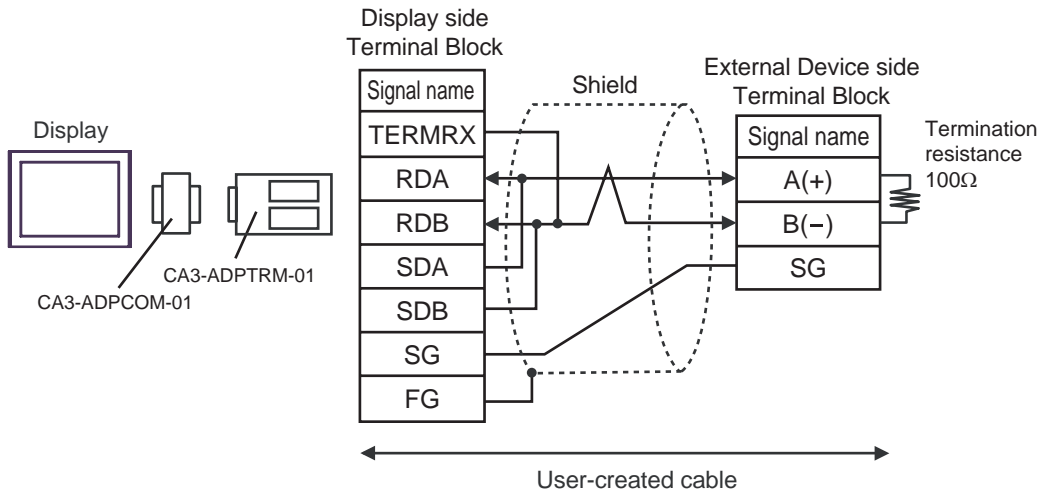 Display side
Terminal Block
Signal name
TERMRX
RDA
RDB
SDA
SDB
SG
FG
Shield
External Device side
Terminal Block
Signal name
A(+)
B(−)
SG
Termination
resistance
100Ω
Display
CA3-ADPTRM-01
CA3-ADPCOM-01
User-created cable